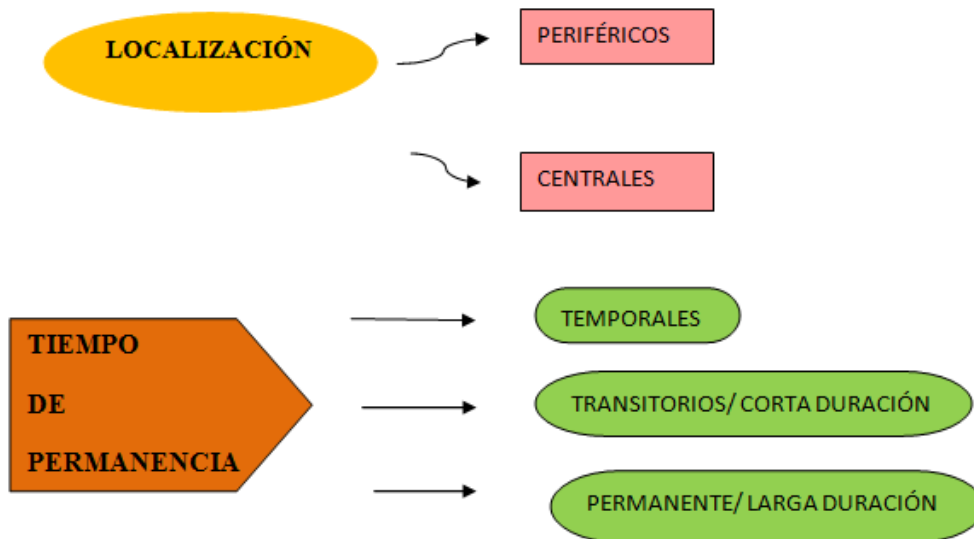 LOCALIZACIÓN
PERIFÉRICOS
CENTRALES
TIEMPO
DE
PERMANENCIA
TEMPORALES
TRANSITORIOS/ CORTA DURACIÓN
PERMANENTE/ LARGA DURACIÓN